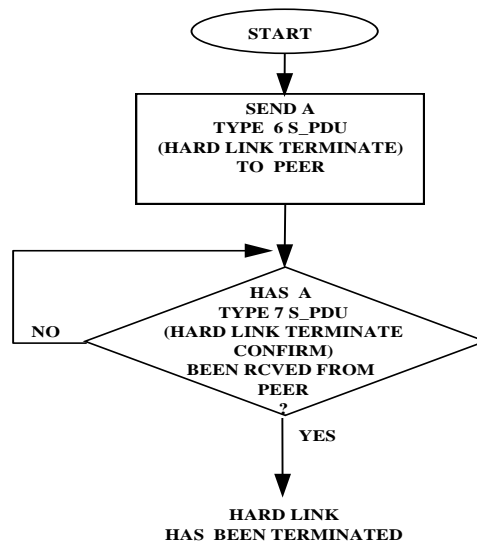 START
SEND A
TYPE 6 S_PDU
(HARD LINK TERMINATE)
TO PEER
HAS A
TYPE 7 S_PDU
(HARD LINK TERMINATE
CONFIRM)
BEEN RCVED FROM
PEER
?
NO
YES
HARD LINK
HAS BEEN TERMINATED